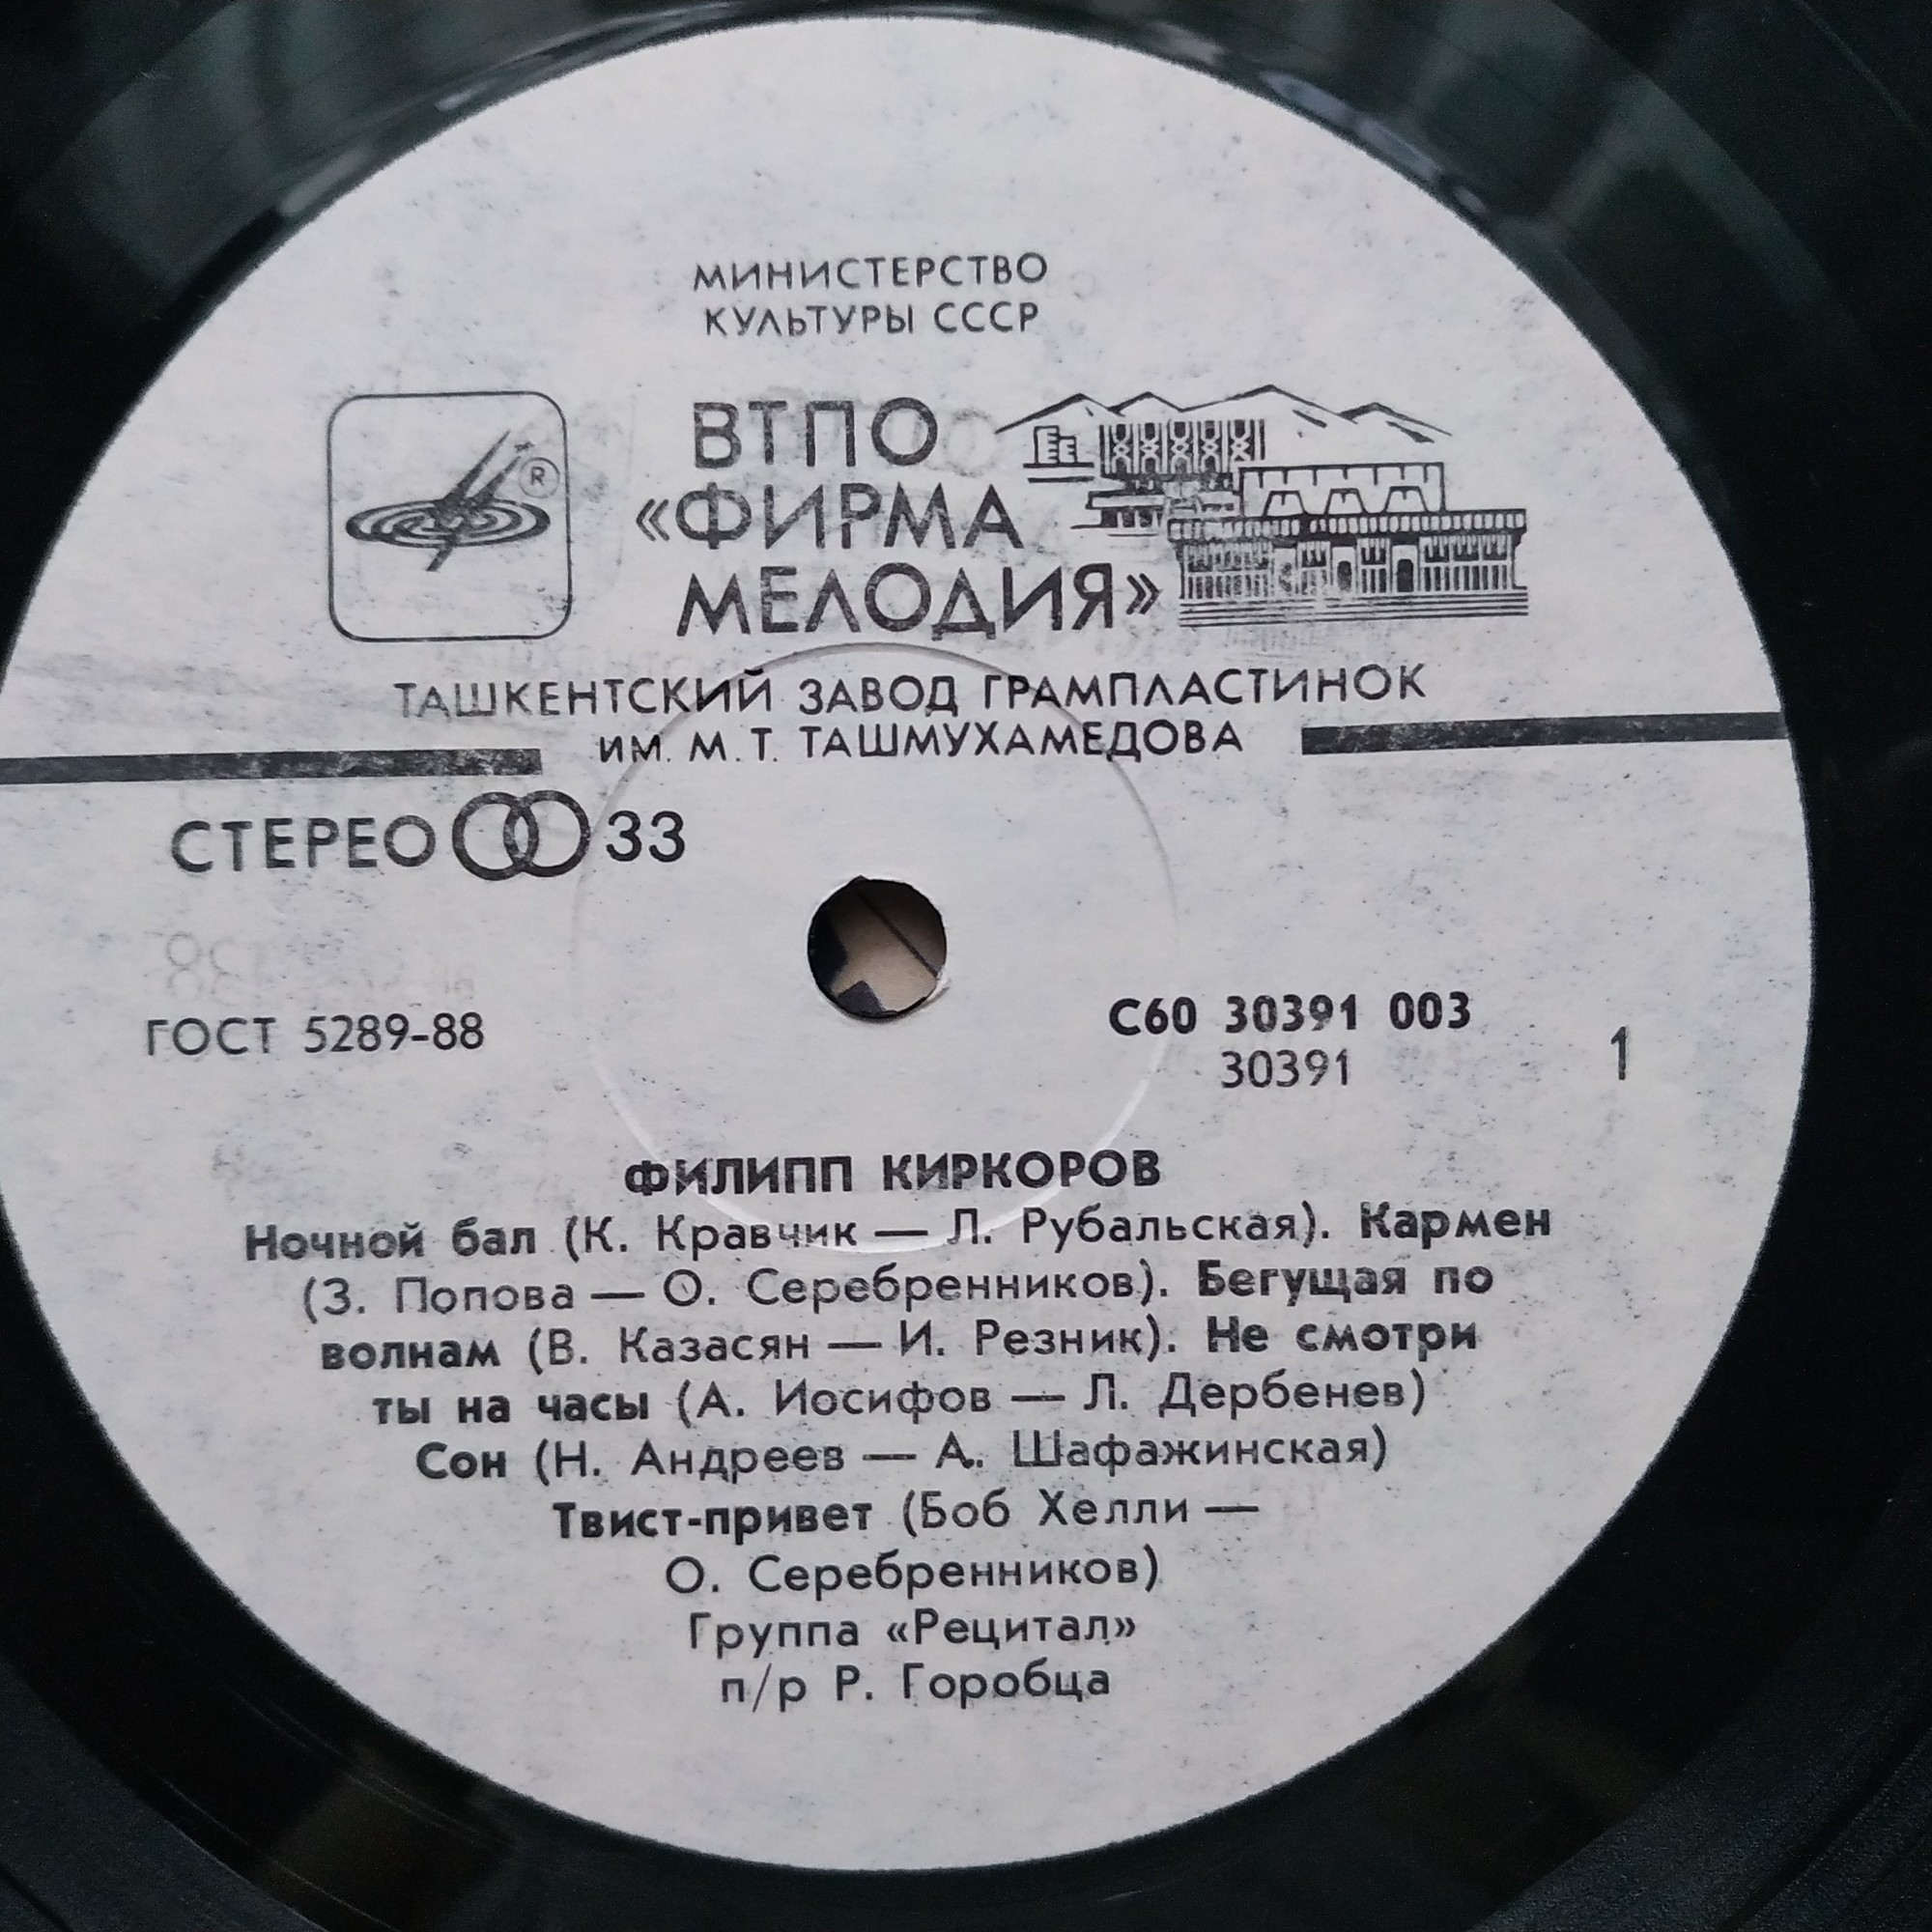 МИНИСТЕРСТВО
КУЛЬТУРЫ СССР
ВТПО
«ФИРМА
МЕЛОДИЯ»
®
ТАШКЕНТСКИЙ ЗАВОД ГРАМПЛАСТИНОК
ИМ. М.Т. ТАШМУХАМЕДОВА
СТЕРЕО 33
ГОСТ 5289-88
С60 30391 003
30391
1
ФИЛИПП КИРКОРОВ
Ночной бал (К. Кравчик — Л. Рубальская). Кармен
(З. Попова — О. Серебренников). Бегущая по
волнам (В. Казасян — И. Резник). Не смотри
ты на часы (А. Иосифов — Л. Дербенев)
Сон (Н. Андреев — А. Шафажинская)
Твист-привет (Боб Хелли —
О. Серебренников)
Группа «Рецитал»
п/р Р. Горобца